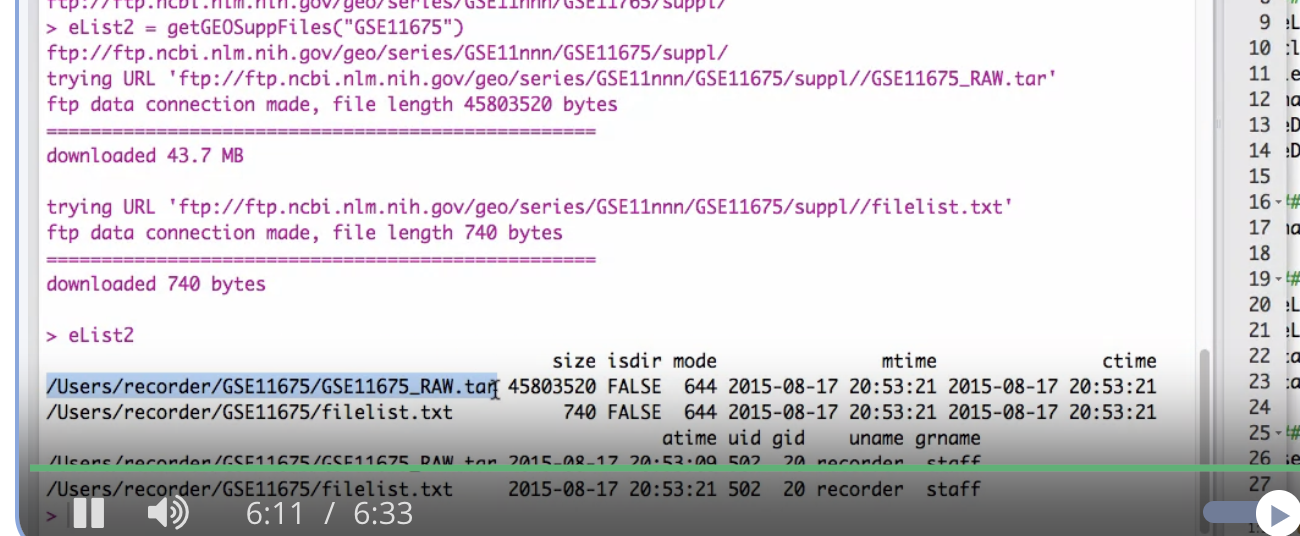 ftp://ftp.ncbi.nlm.nih.gov/geo/series/GSE11nnn/GSE11765/suppl/
> eList2 = getGEOSuppFiles("GSE11675")
ftp://ftp.ncbi.nlm.nih.gov/geo/series/GSE11nnn/GSE11675/suppl/
trying URL 'ftp://ftp.ncbi.nlm.nih.gov/geo/series/GSE11nnn/GSE11675/suppl//GSE11675_RAW.tar'
ftp data connection made, file length 45803520 bytes
==================================================
downloaded 43.7 MB
trying URL 'ftp://ftp.ncbi.nlm.nih.gov/geo/series/GSE11nnn/GSE11675/suppl//filelist.txt'
ftp data connection made, file length 740 bytes
==================================================
downloaded 740 bytes
> eList2
size isdir mode mtime ctime
/Users/recorder/GSE11675/GSE11675_RAW.tar 45803520 FALSE 644 2015-08-17 20:53:21 2015-08-17 20:53:21
/Users/recorder/GSE11675/filelist.txt 740 FALSE 644 2015-08-17 20:53:21 2015-08-17 20:53:21
atime uid gid uname grname
/Users/recorder/GSE11675/GSE11675_RAW.tar 2015-08-17 20:53:09 502 20 recorder staff
/Users/recorder/GSE11675/filelist.txt 2015-08-17 20:53:21 502 20 recorder staff
>
6:11 / 6:33
9
10
11
12
13
14
15
16
17
18
19
20
21
22
23
24
25
26
27